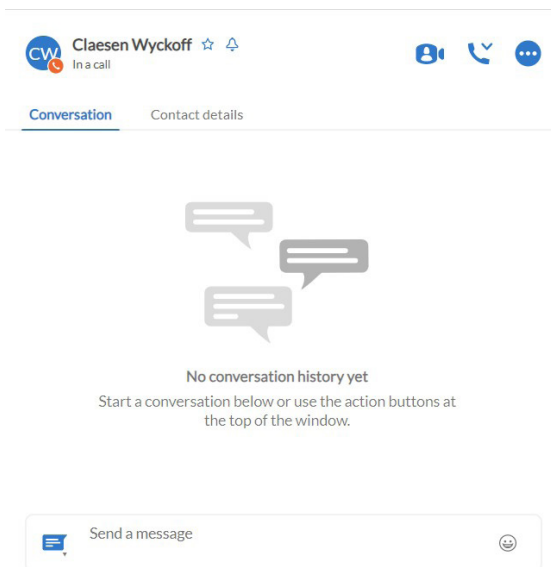 CW
Claesen Wyckoff
In a call
Conversation Contact details
No conversation history yet
Start a conversation below or use the action buttons at
the top of the window.
Send a message